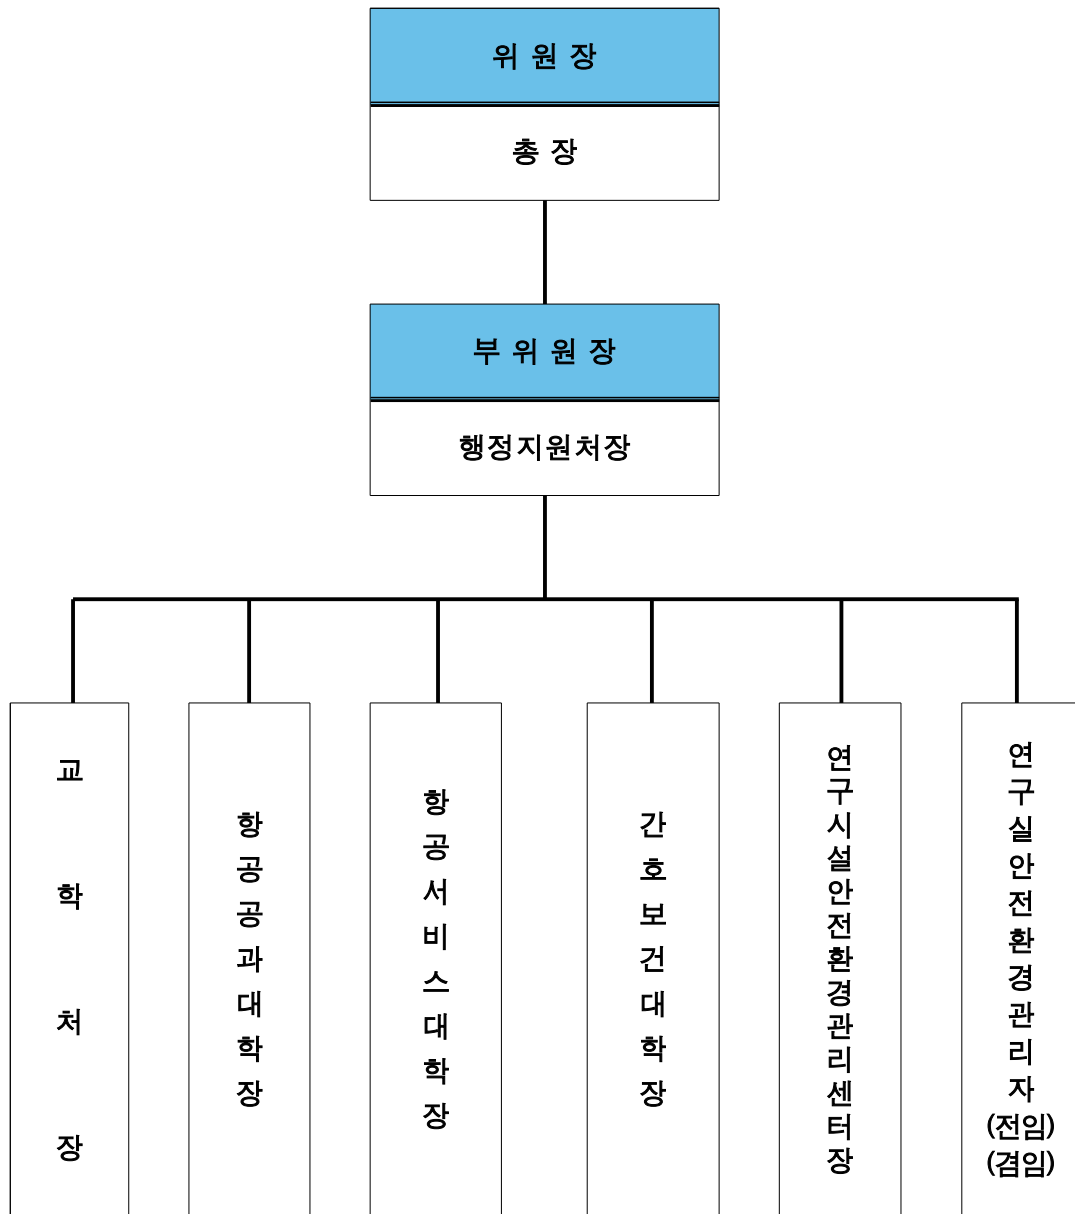 위 원 장
총 장
부 위 원 장
행정지원처장
교학처장
항공공과대학장
항공서비스대학장
간호보건대학장
연구시설안전환경관리센터장
연구실안전환경관리자
(전임)
(겸임)